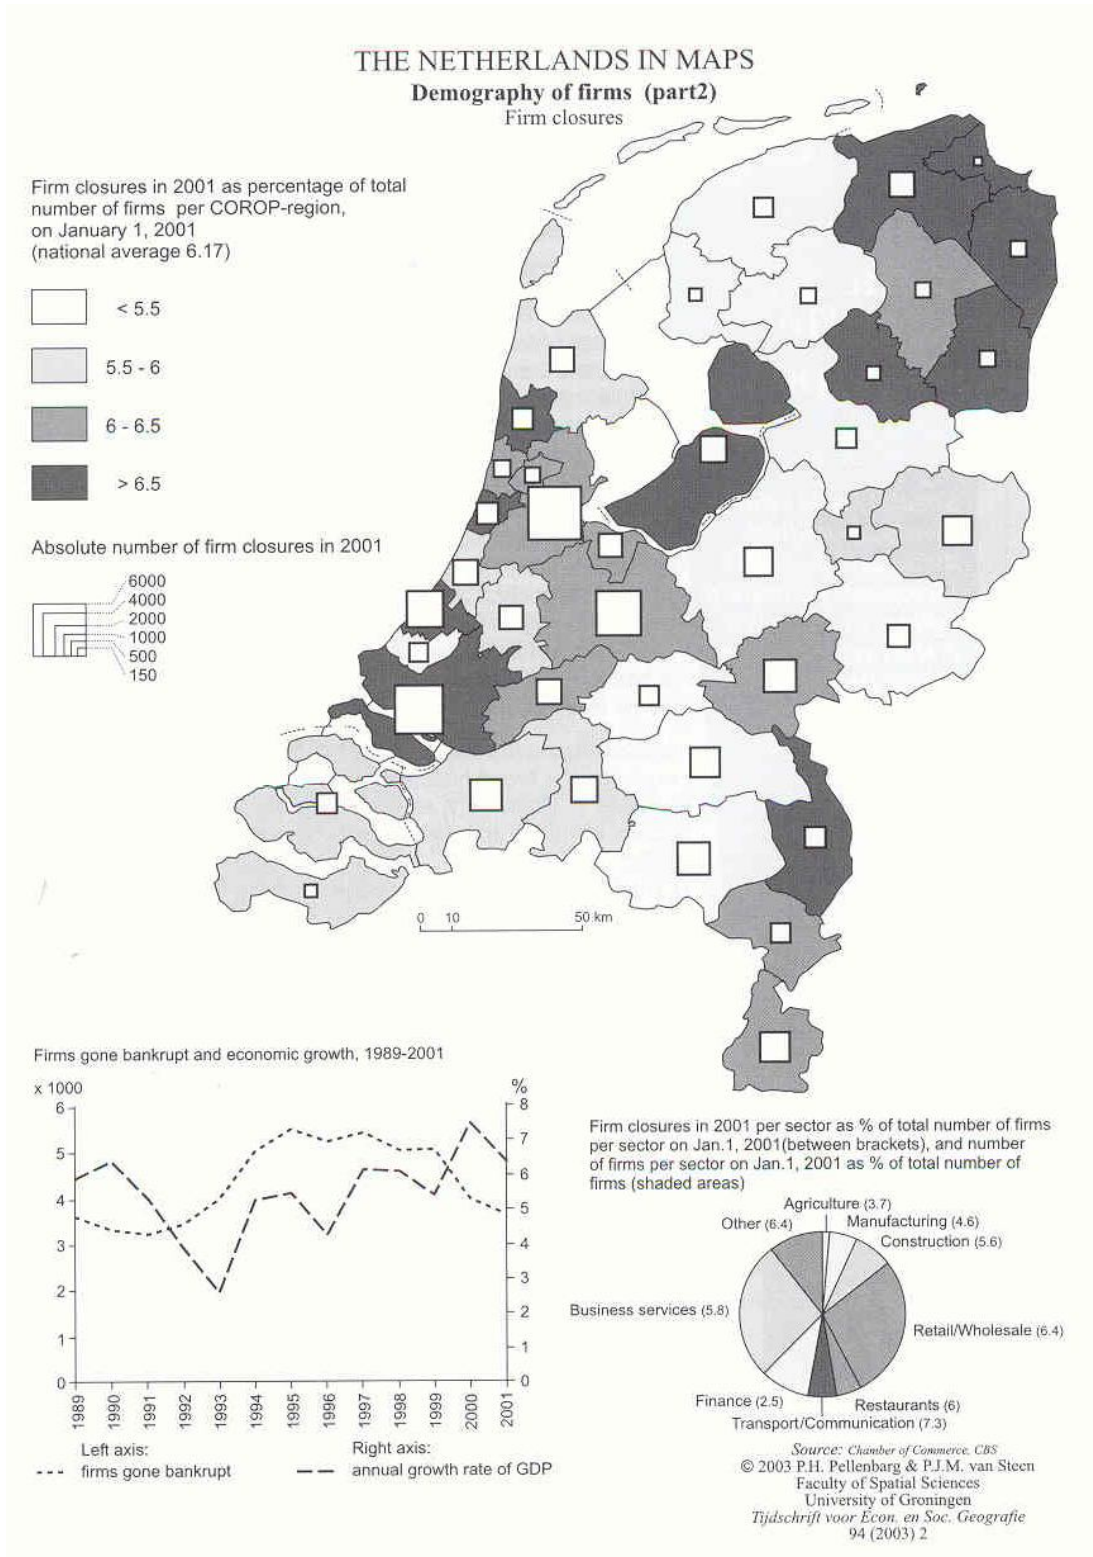 THE NETHERLANDS IN MAPS
Demography of firms (part2)
Firm closures
Firm closures in 2001 as percentage of total
number of firms per COROP-region,
on January 1, 2001
(national average 6.17)
< 5.5
5.5 - 6
6 - 6.5
> 6.5
Absolute number of firm closures in 2001
6000
4000
2000
1000
500
150
0 10 50 km
Firms gone bankrupt and economic growth, 1989-2001
x 1000
%
6
5
4
3
2
1
0
8
7
6
5
4
3
2
1
0
1989
1990
1991
1992
1993
1994
1995
1996
1997
1998
1999
2000
2001
Left axis:
firms gone bankrupt
Right axis:
annual growth rate of GDP
Firm closures in 2001 per sector as % of total number of firms
per sector on Jan.1, 2001(between brackets), and number
of firms per sector on Jan.1, 2001 as % of total number of
firms (shaded areas)
Agriculture (3.7)
Other (6.4)
Manufacturing (4.6)
Construction (5.6)
Business services (5.8)
Retail/Wholesale (6.4)
Finance (2.5)
Restaurants (6)
Transport/Communication (7.3)
Source: Chamber of Commerce, CBS
© 2003 P.H. Pellenbarg & P.J.M. van Steen
Faculty of Spatial Sciences
University of Groningen
Tijdschrift voor Econ. en Soc. Geografie
94 (2003) 2